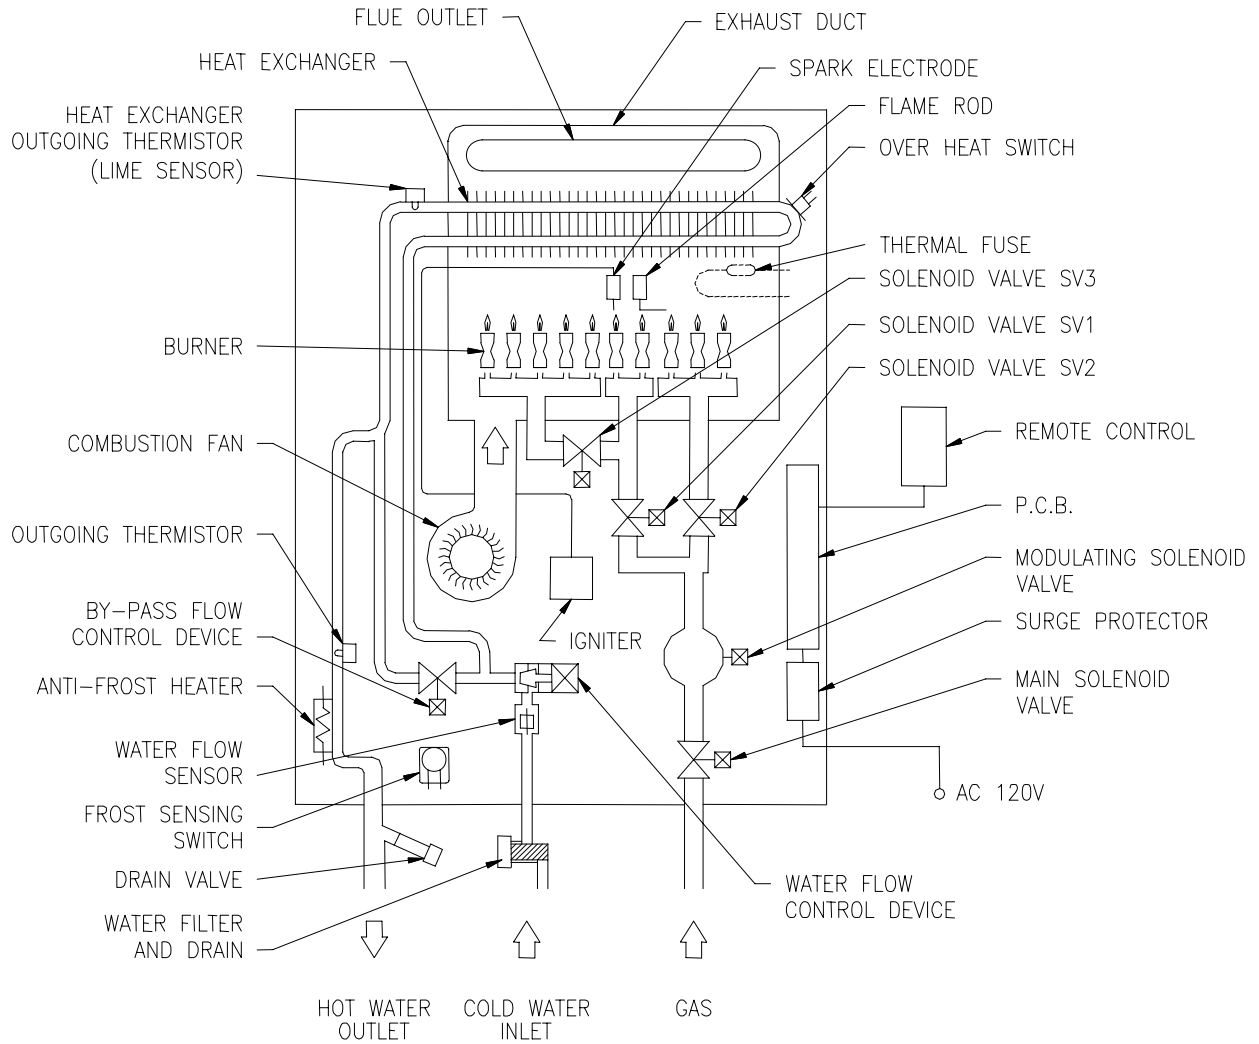 FLUE OUTLET
EXHAUST DUCT
HEAT EXCHANGER
SPARK ELECTRODE
FLAME ROD
HEAT EXCHANGER
OUTGOING THERMISTOR
(LIME SENSOR)
OVER HEAT SWITCH
THERMAL FUSE
SOLENOID VALVE SV3
SOLENOID VALVE SV1
BURNER
SOLENOID VALVE SV2
COMBUSTION FAN
REMOTE CONTROL
P.C.B.
OUTGOING THERMISTOR
MODULATING SOLENOID
VALVE
BY-PASS FLOW
CONTROL DEVICE
IGNITER
SURGE PROTECTOR
ANTI-FROST HEATER
MAIN SOLENOID
VALVE
WATER FLOW
SENSOR
AC 120V
FROST SENSING
SWITCH
DRAIN VALVE
WATER FLOW
CONTROL DEVICE
WATER FILTER
AND DRAIN
HOT WATER
OUTLET
COLD WATER
INLET
GAS